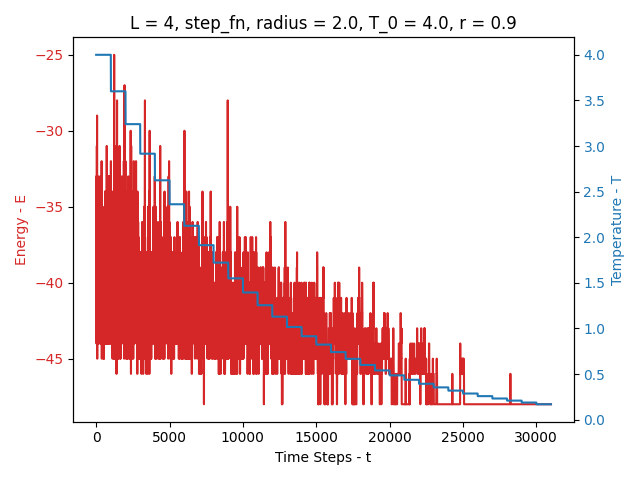 L = 4, step_fn, radius = 2.0, T_0 = 4.0, r = 0.9
−25
−30
−35
−40
−45
Energy - E
4.0
3.5
3.0
2.5
2.0
1.5
1.0
0.5
0.0
Temperature - T
0 5000 10000 15000 20000 25000 30000
Time Steps - t